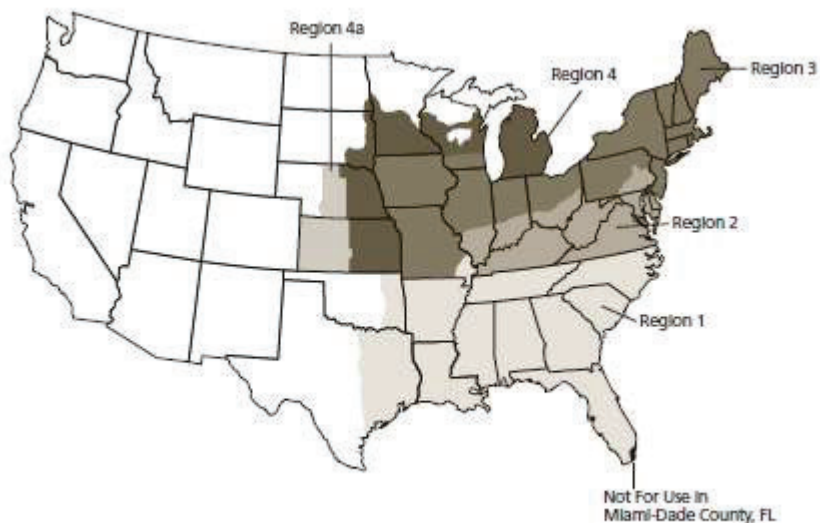 Region 4a
Region 4
Region 3
Region 2
Region 1
Not For Use In
Miami-Dade County, FL